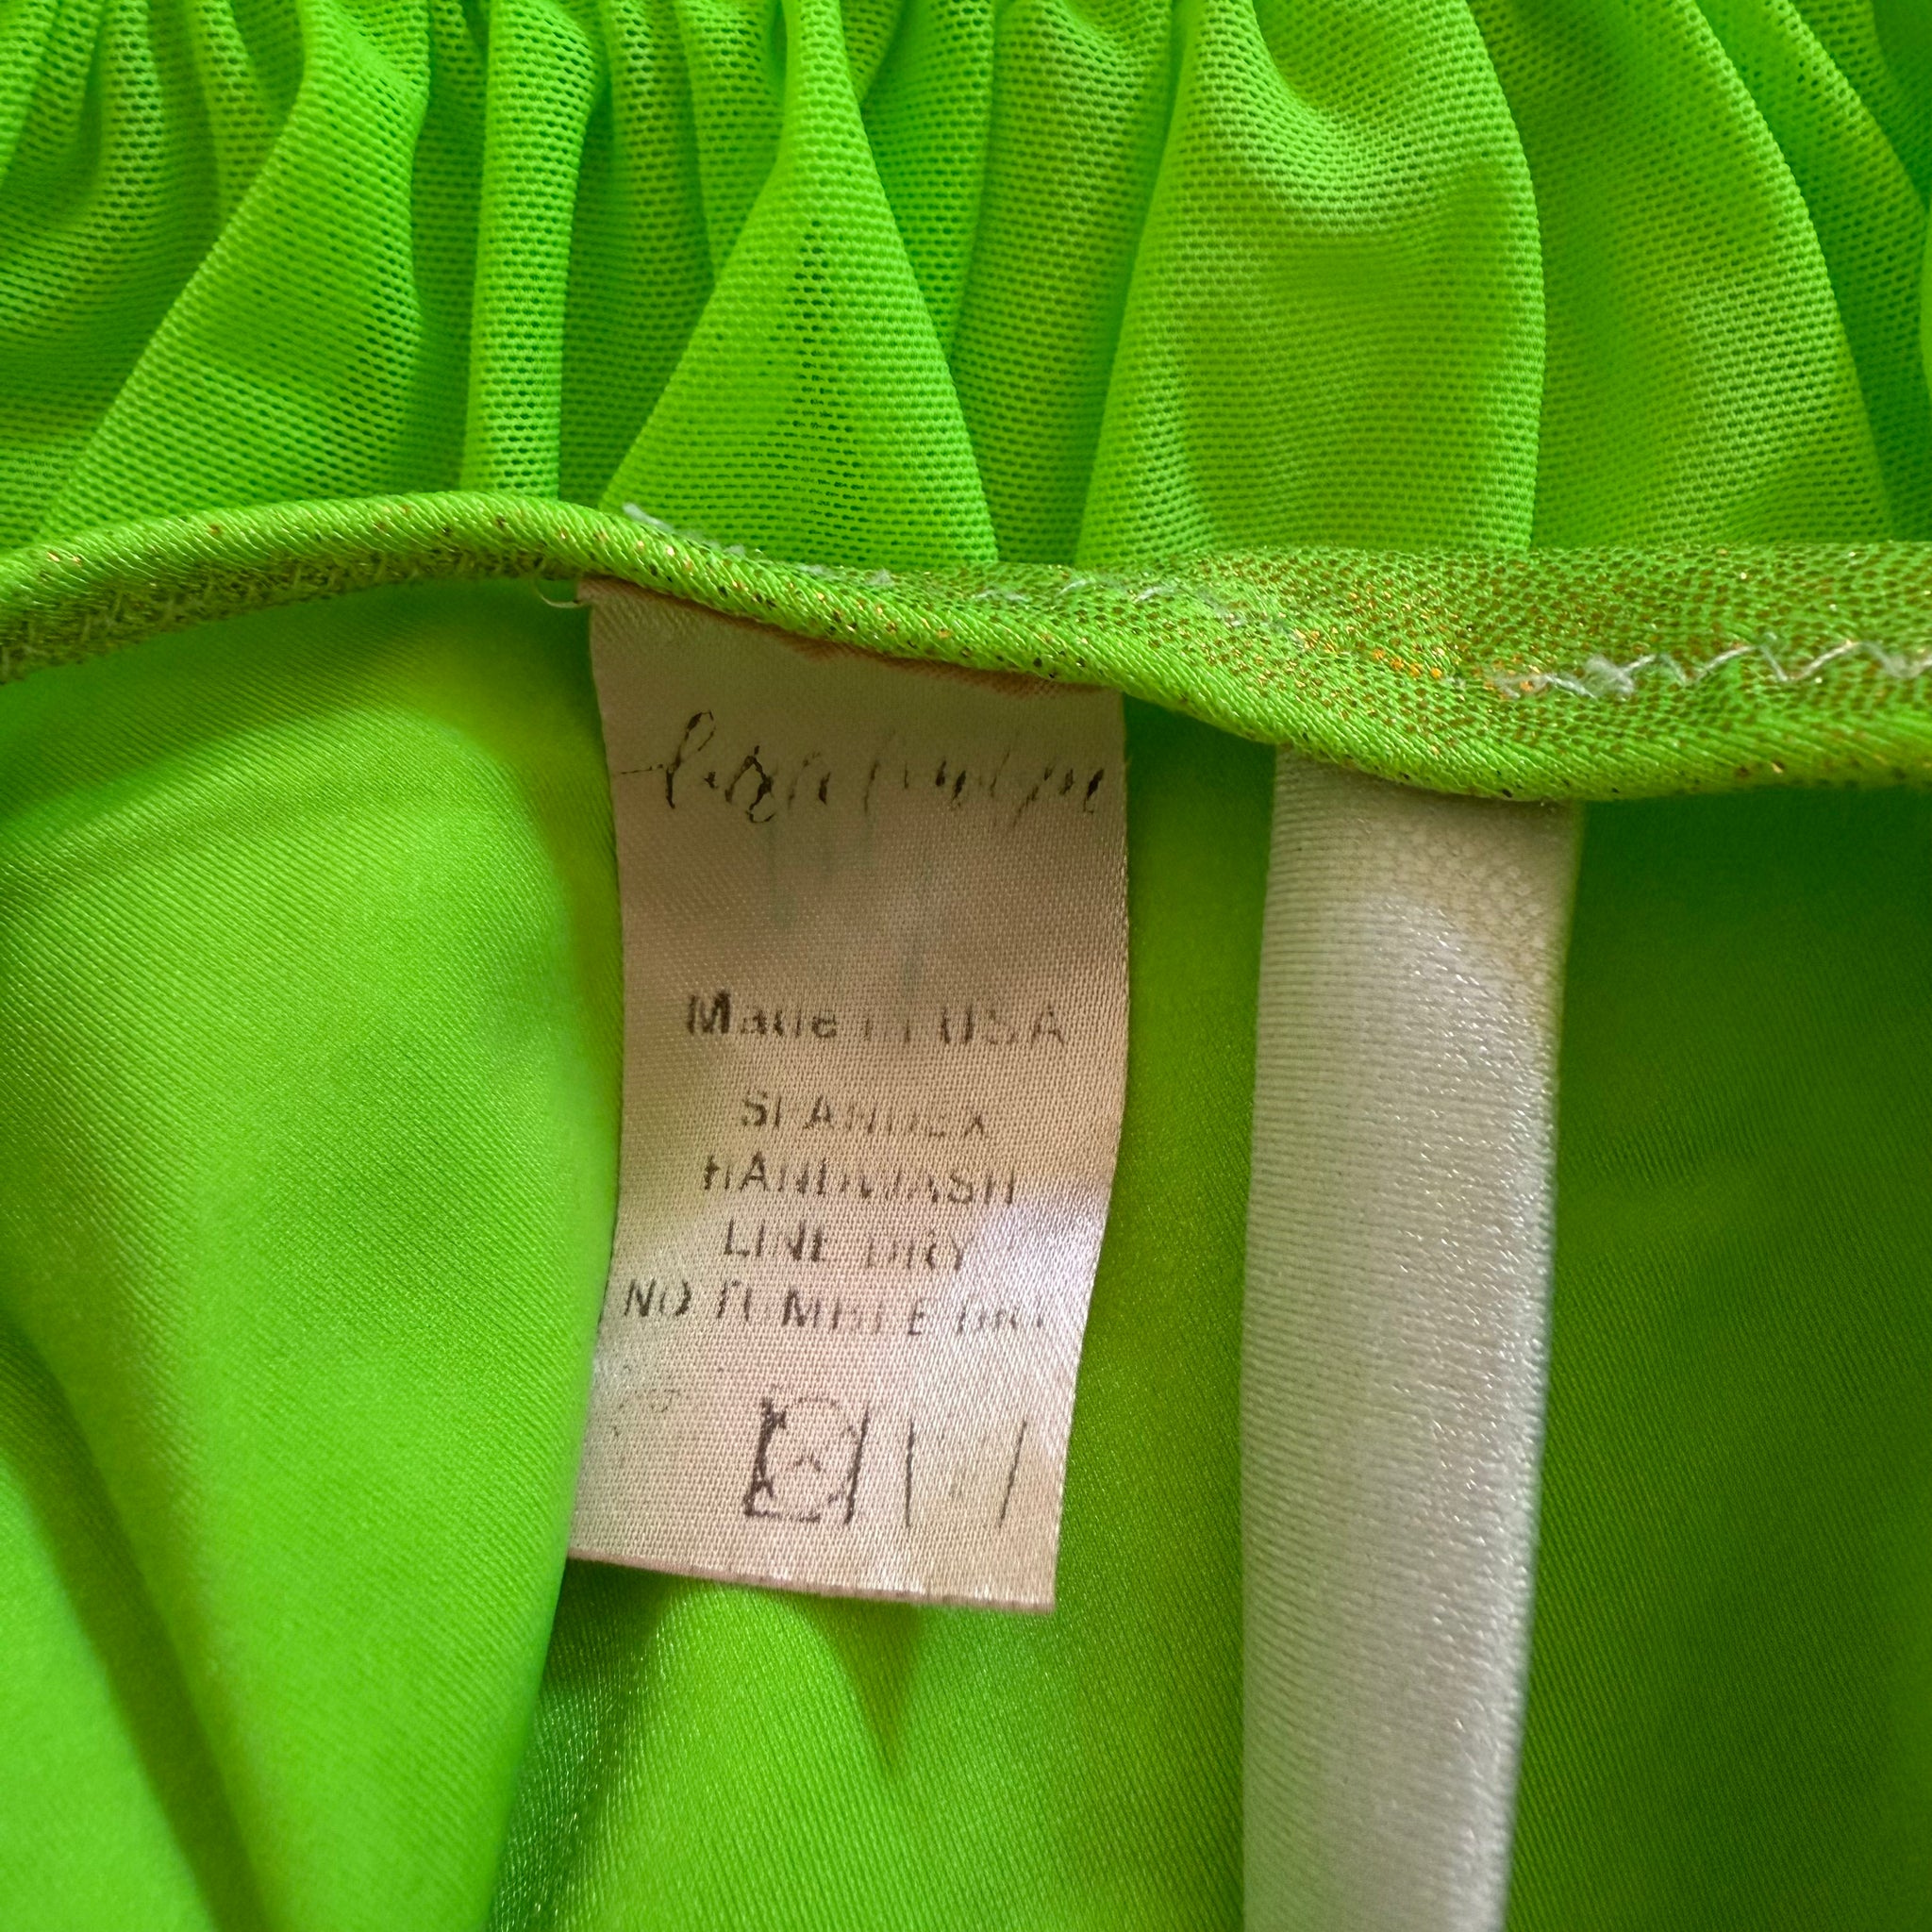 Made in USA
SPANDEX
HANDWASH
LINE DRY
NO TUMBLE DRY